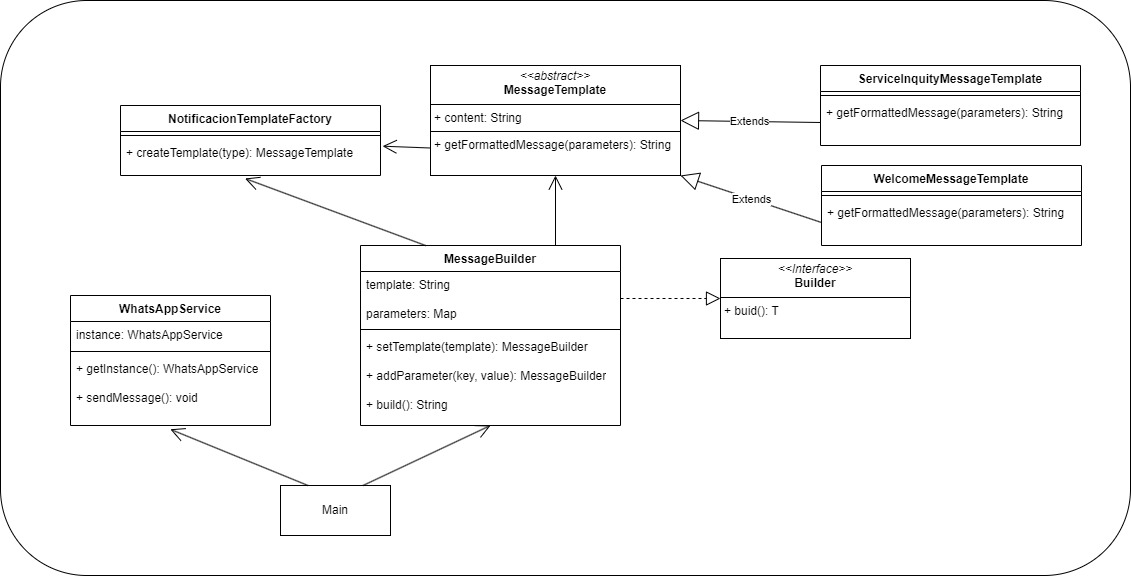 <<abstract>>
MessageTemplate
+ content: String
+ getFormattedMessage(parameters): String
ServiceInquityMessageTemplate
+ getFormattedMessage(parameters): String
NotificacionTemplateFactory
+ createTemplate(type): MessageTemplate
Extends
WelcomeMessageTemplate
+ getFormattedMessage(parameters): String
Extends
MessageBuilder
template: String
parameters: Map
+ setTemplate(template): MessageBuilder
+ addParameter(key, value): MessageBuilder
+ build(): String
<<Interface>>
Builder
+ buid(): T
WhatsAppService
instance: WhatsAppService
+ getInstance(): WhatsAppService
+ sendMessage(): void
Main